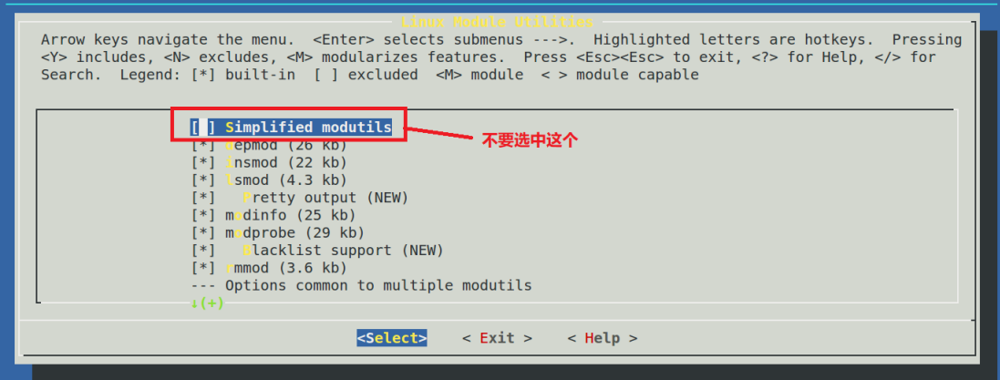 Linux Module Utilities
Arrow keys navigate the menu.  <Enter> selects submenus --->.  Highlighted letters are hotkeys.  Pressing
<Y> includes, <N> excludes, <M> modularizes features.  Press <Esc><Esc> to exit, <?> for Help, </> for
Search.  Legend: [*] built-in  [ ] excluded  <M> module  < > module capable
[ ] Simplified modutils
不要选中这个
[*] depmod (26 kb)
[*] insmod (22 kb)
[*] lsmod (4.3 kb)
[*]   Pretty output (NEW)
[*] modinfo (25 kb)
[*] modprobe (29 kb)
[*]   Blacklist support (NEW)
[*] rmmod (3.6 kb)
--- Options common to multiple modutils
↓(+)
<Select>    < Exit >    < Help >